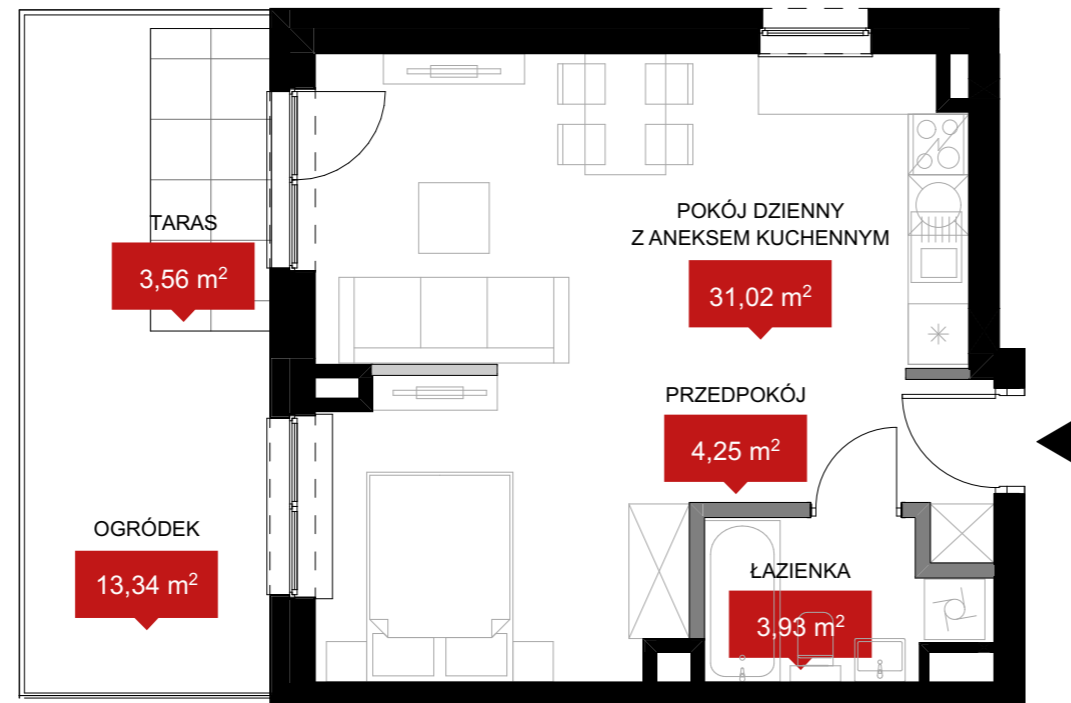 TARAS
3,56 m²
POKÓJ DZIENNY
Z ANEKSEM KUCHENNYM
31,02 m²
PRZEDPOKÓJ
4,25 m²
OGRÓDEK
13,34 m²
ŁAZIENKA
3,93 m²